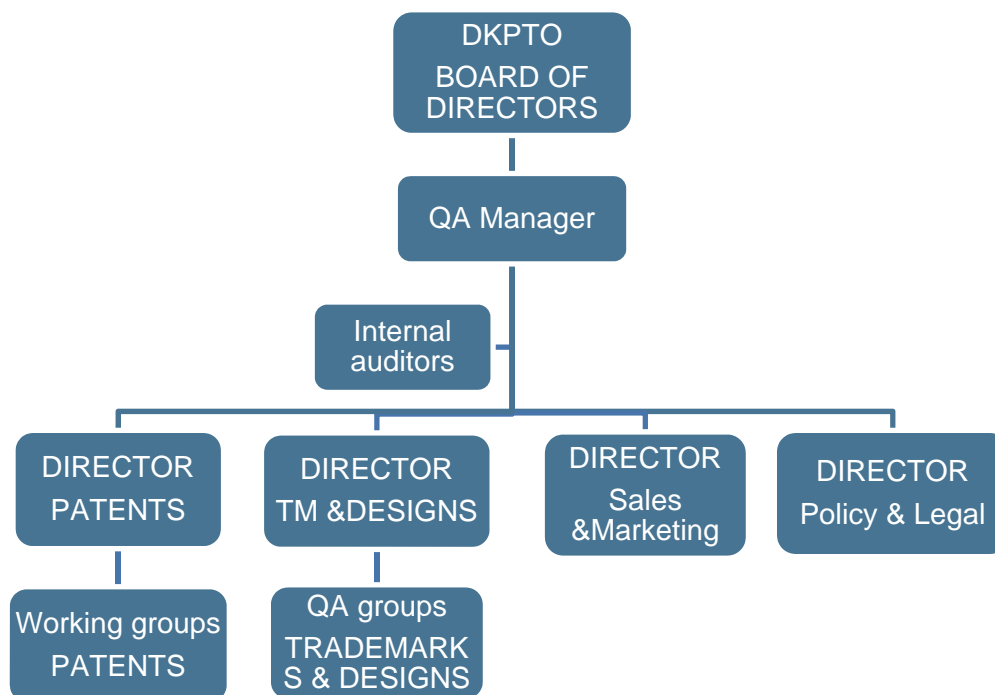 DKPTO
BOARD OF
DIRECTORS
QA Manager
Internal
auditors
DIRECTOR
PATENTS
DIRECTOR
TM &DESIGNS
DIRECTOR
Sales
&Marketing
DIRECTOR
Policy & Legal
Working groups
PATENTS
QA groups
TRADEMARK
S & DESIGNS